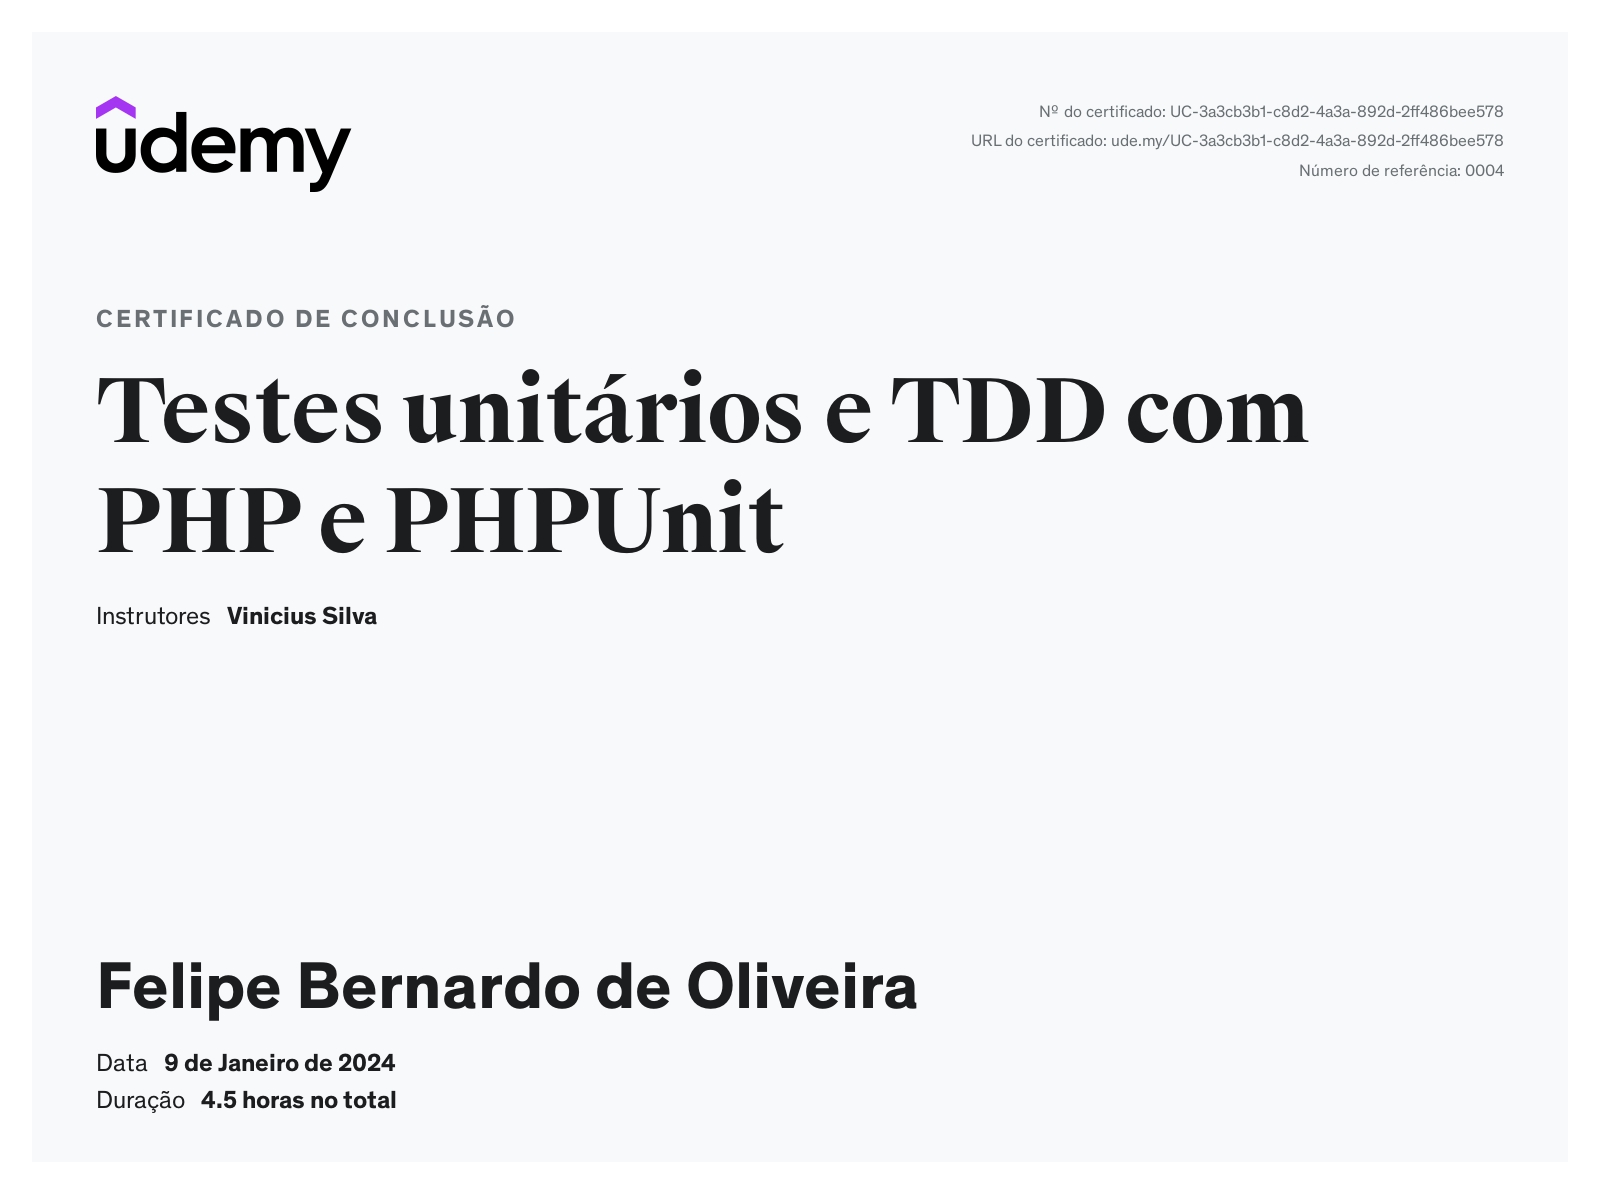 udemy
Nº do certificado: UC-3a3cb3b1-c8d2-4a3a-892d-2ff486bee578
URL do certificado: ude.my/UC-3a3cb3b1-c8d2-4a3a-892d-2ff486bee578
Número de referência: 0004
CERTIFICADO DE CONCLUSÃO
Testes unitários e TDD com
PHP e PHPUnit
Instrutores Vinicius Silva
Felipe Bernardo de Oliveira
Data 9 de Janeiro de 2024
Duração 4.5 horas no total